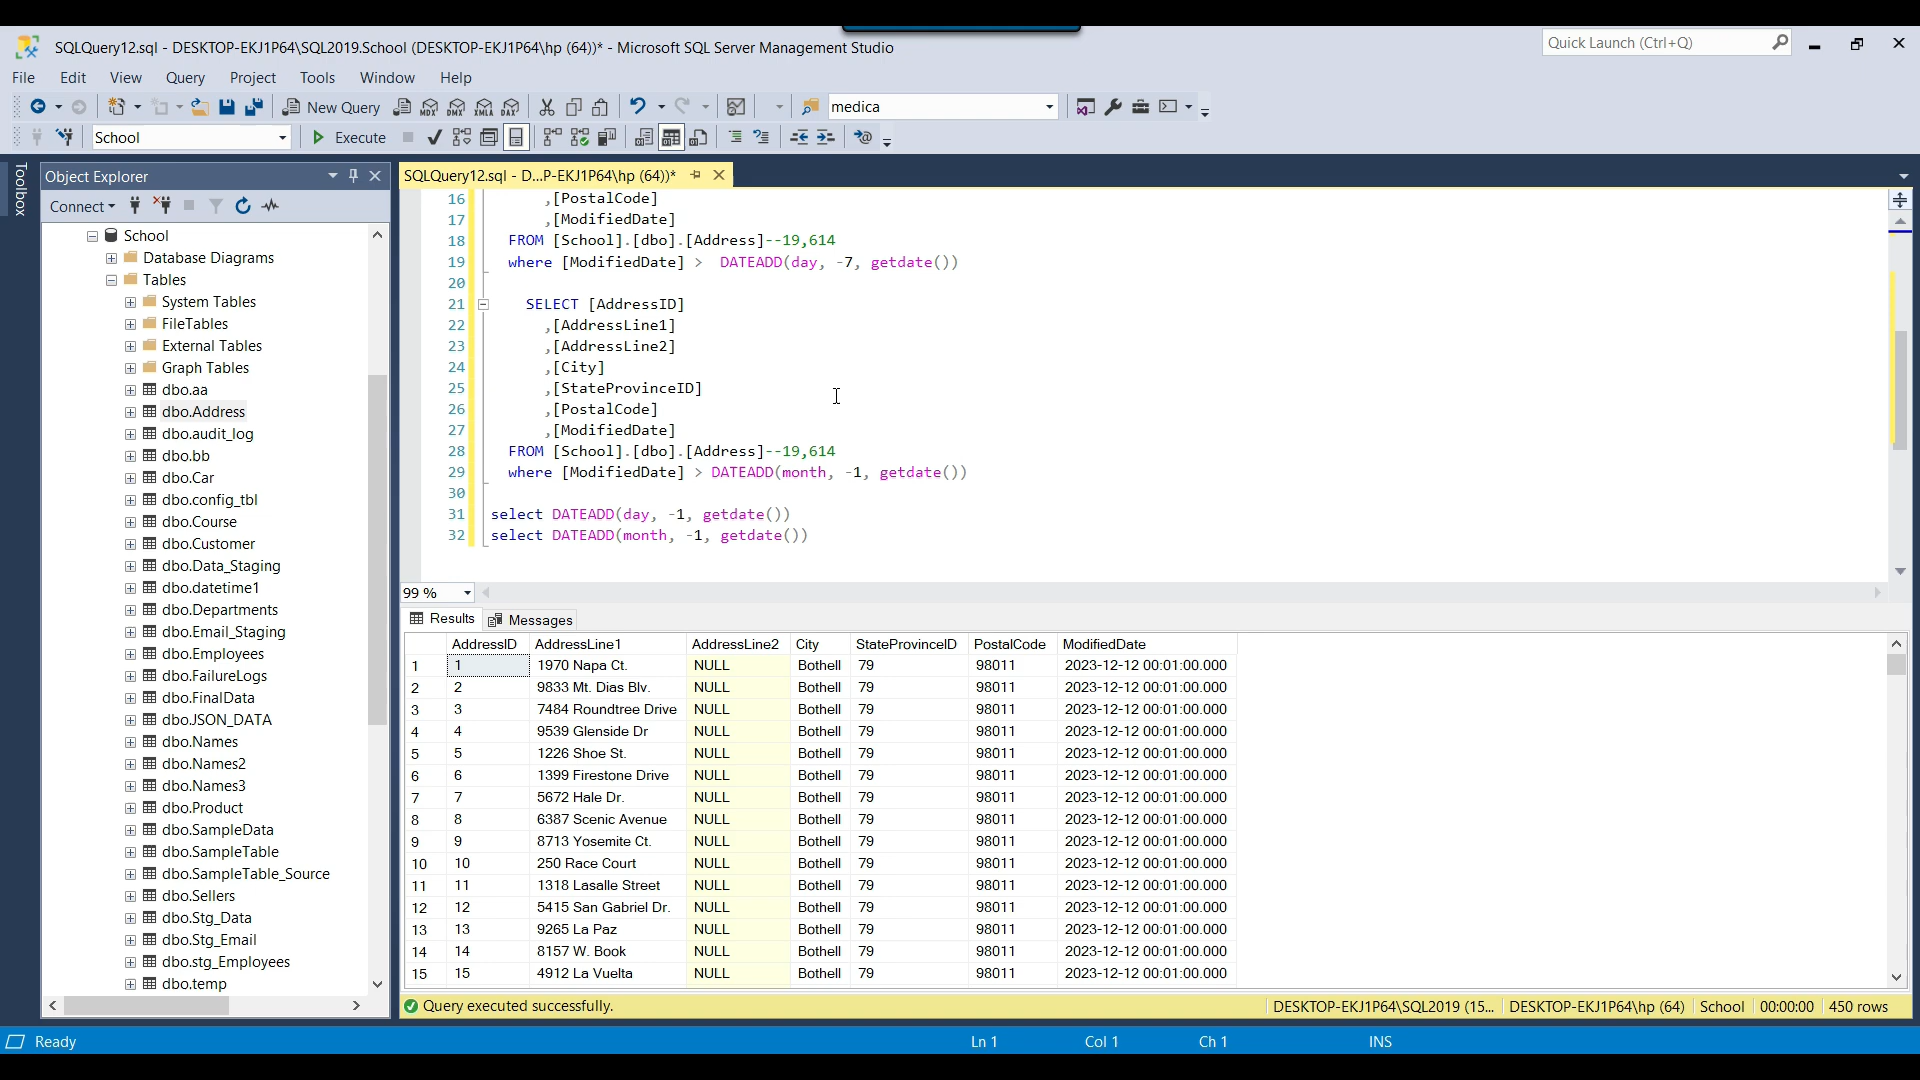 SQLQuery12.sql - DESKTOP-EKJ1P64\SQL2019.School (DESKTOP-EKJ1P64\hp (64))* - Microsoft SQL Server Management Studio
Quick Launch (Ctrl+Q)
File Edit View Query Project Tools Window Help
New Query MDX DMX XMLA DAX medica
School Execute
Toolbox
Object Explorer
Connect
School
Database Diagrams
Tables
System Tables
FileTables
External Tables
Graph Tables
dbo.aa
dbo.Address
dbo.audit_log
dbo.bb
dbo.Car
dbo.config_tbl
dbo.Course
dbo.Customer
dbo.Data_Staging
dbo.datetime1
dbo.Departments
dbo.Email_Staging
dbo.Employees
dbo.FailureLogs
dbo.FinalData
dbo.JSON_DATA
dbo.Names
dbo.Names2
dbo.Names3
dbo.Product
dbo.SampleData
dbo.SampleTable
dbo.SampleTable_Source
dbo.Sellers
dbo.Stg_Data
dbo.Stg_Email
dbo.stg_Employees
dbo.temp
SQLQuery12.sql - D...P-EKJ1P64\hp (64))*
16 ,[PostalCode]
17 ,[ModifiedDate]
18 FROM [School].[dbo].[Address]--19,614
19 where [ModifiedDate] >  DATEADD(day, -7, getdate())
20
21 SELECT [AddressID]
22 ,[AddressLine1]
23 ,[AddressLine2]
24 ,[City]
25 ,[StateProvinceID]
26 ,[PostalCode]
27 ,[ModifiedDate]
28 FROM [School].[dbo].[Address]--19,614
29 where [ModifiedDate] > DATEADD(month, -1, getdate())
30
31 select DATEADD(day, -1, getdate())
32 select DATEADD(month, -1, getdate())
99 %
Results Messages
AddressID AddressLine1 AddressLine2 City StateProvinceID PostalCode ModifiedDate
1 1 1970 Napa Ct. NULL Bothell 79 98011 2023-12-12 00:01:00.000
2 2 9833 Mt. Dias Blv. NULL Bothell 79 98011 2023-12-12 00:01:00.000
3 3 7484 Roundtree Drive NULL Bothell 79 98011 2023-12-12 00:01:00.000
4 4 9539 Glenside Dr NULL Bothell 79 98011 2023-12-12 00:01:00.000
5 5 1226 Shoe St. NULL Bothell 79 98011 2023-12-12 00:01:00.000
6 6 1399 Firestone Drive NULL Bothell 79 98011 2023-12-12 00:01:00.000
7 7 5672 Hale Dr. NULL Bothell 79 98011 2023-12-12 00:01:00.000
8 8 6387 Scenic Avenue NULL Bothell 79 98011 2023-12-12 00:01:00.000
9 9 8713 Yosemite Ct. NULL Bothell 79 98011 2023-12-12 00:01:00.000
10 10 250 Race Court NULL Bothell 79 98011 2023-12-12 00:01:00.000
11 11 1318 Lasalle Street NULL Bothell 79 98011 2023-12-12 00:01:00.000
12 12 5415 San Gabriel Dr. NULL Bothell 79 98011 2023-12-12 00:01:00.000
13 13 9265 La Paz NULL Bothell 79 98011 2023-12-12 00:01:00.000
14 14 8157 W. Book NULL Bothell 79 98011 2023-12-12 00:01:00.000
15 15 4912 La Vuelta NULL Bothell 79 98011 2023-12-12 00:01:00.000
Query executed successfully. DESKTOP-EKJ1P64\SQL2019 (15... DESKTOP-EKJ1P64\hp (64) School 00:00:00 450 rows
Ready Ln 1 Col 1 Ch 1 INS